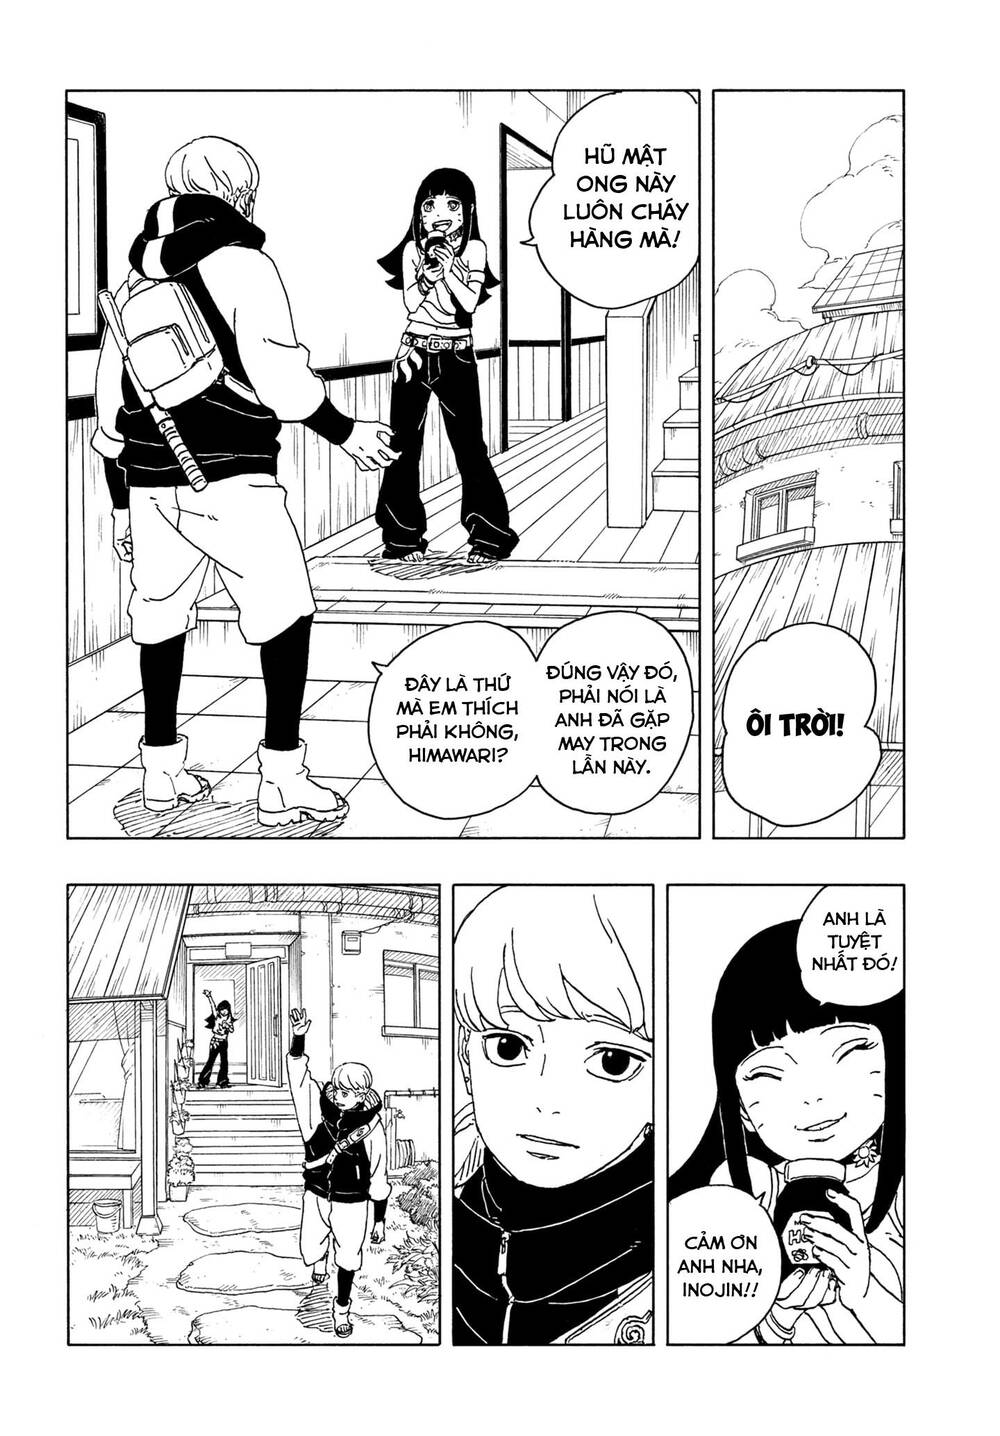 ÔI TRỜI!
HŨ MẬT
ONG NÀY
LUÔN CHÁY
HÀNG MÀ!
ĐÚNG VẬY ĐÓ,
PHẢI NÓI LÀ
ANH ĐÃ GẶP
MAY TRONG
LẦN NÀY.
ĐÂY LÀ THỨ
MÀ EM THÍCH
PHẢI KHÔNG,
HIMAWARI?
ANH LÀ
TUYỆT
NHẤT ĐÓ!
CẢM ƠN
ANH NHA,
INOJIN!!